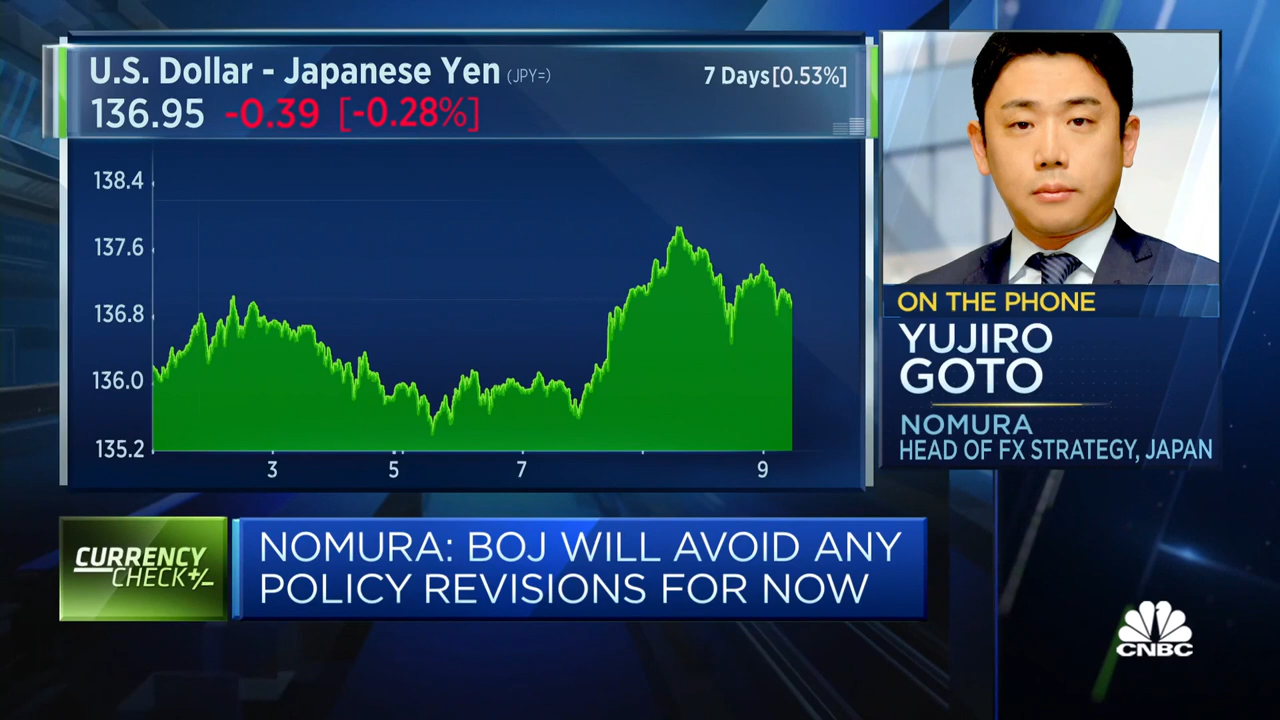 U.S. Dollar - Japanese Yen (JPY=)
7 Days[0.53%]
136.95 -0.39 [-0.28%]
138.4
137.6
136.8
136.0
135.2
3 5 7 9
ON THE PHONE
YUJIRO
GOTO
NOMURA
HEAD OF FX STRATEGY, JAPAN
CURRENCY
CHECK+/-
NOMURA: BOJ WILL AVOID ANY
POLICY REVISIONS FOR NOW
CNBC